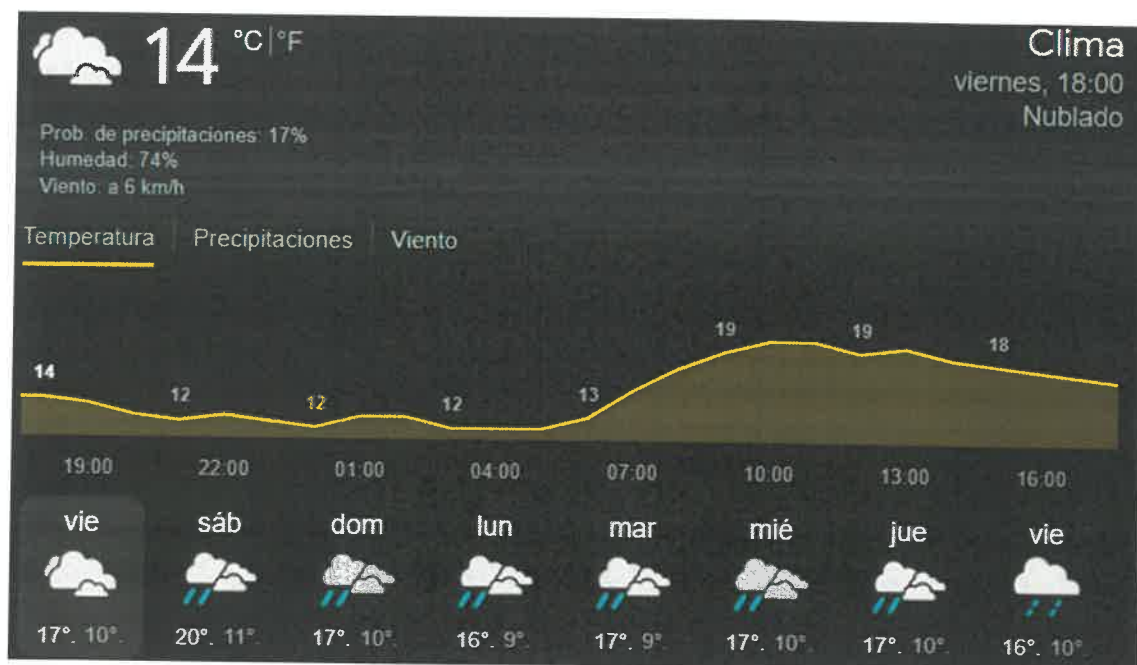 14 °C|°F
Clima
viernes, 18:00
Nublado
Prob. de precipitaciones: 17%
Humedad: 74%
Viento: a 6 km/h
Temperatura | Precipitaciones | Viento
14 12 12 12 13 19 19 18
19:00 22:00 01:00 04:00 07:00 10:00 13:00 16:00
vie sáb dom lun mar mié jue vie
17°. 10°. 20°. 11°. 17°. 10°. 16°. 9°. 17°. 9°. 17°. 10°. 17°. 10°. 16°. 10°.